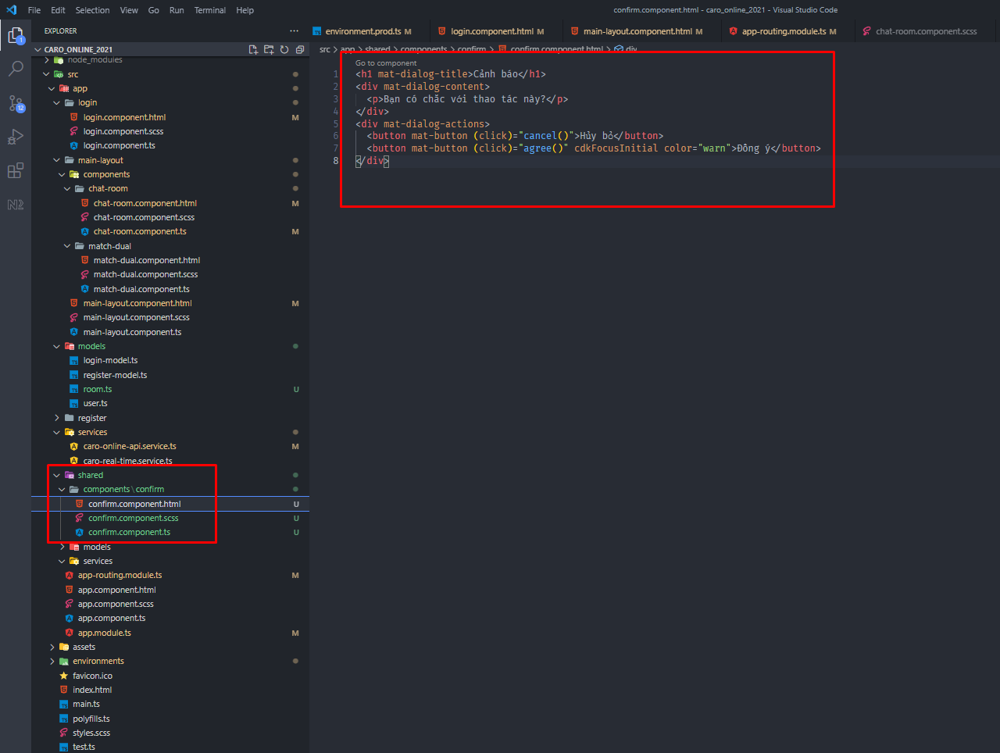 File Edit Selection View Go Run Terminal Help
confirm.component.html - caro_online_2021 - Visual Studio Code
EXPLORER
environment.prod.ts M
login.component.html M
main-layout.component.html M
app-routing.module.ts M
chat-room.component.scss
CARO_ONLINE_2021
src > app > shared > components > confirm > confirm.component.html > div
1
12
node_modules
src
app
login
login.component.html M
login.component.scss
login.component.ts
main-layout
components
chat-room
chat-room.component.html M
chat-room.component.scss
chat-room.component.ts M
match-dual
match-dual.component.html
match-dual.component.scss
match-dual.component.ts
main-layout.component.html M
main-layout.component.scss
main-layout.component.ts
models
login-model.ts
register-model.ts
room.ts U
user.ts
register
services
caro-online-api.service.ts M
caro-real-time.service.ts
shared
components\confirm
confirm.component.html U
confirm.component.scss U
confirm.component.ts U
models
services
app-routing.module.ts M
app.component.html
app.component.scss
app.component.ts
app.module.ts M
assets
environments
favicon.ico
index.html
main.ts
polyfills.ts
styles.scss
test.ts
Go to component
1 <h1 mat-dialog-title>Cảnh báo</h1>
2 <div mat-dialog-content>
3 <p>Bạn có chắc với thao tác này?</p>
4 </div>
5 <div mat-dialog-actions>
6 <button mat-button (click)="cancel()">Hủy bỏ</button>
7 <button mat-button (click)="agree()" cdkFocusInitial color="warn">Đồng ý</button>
8 </div>